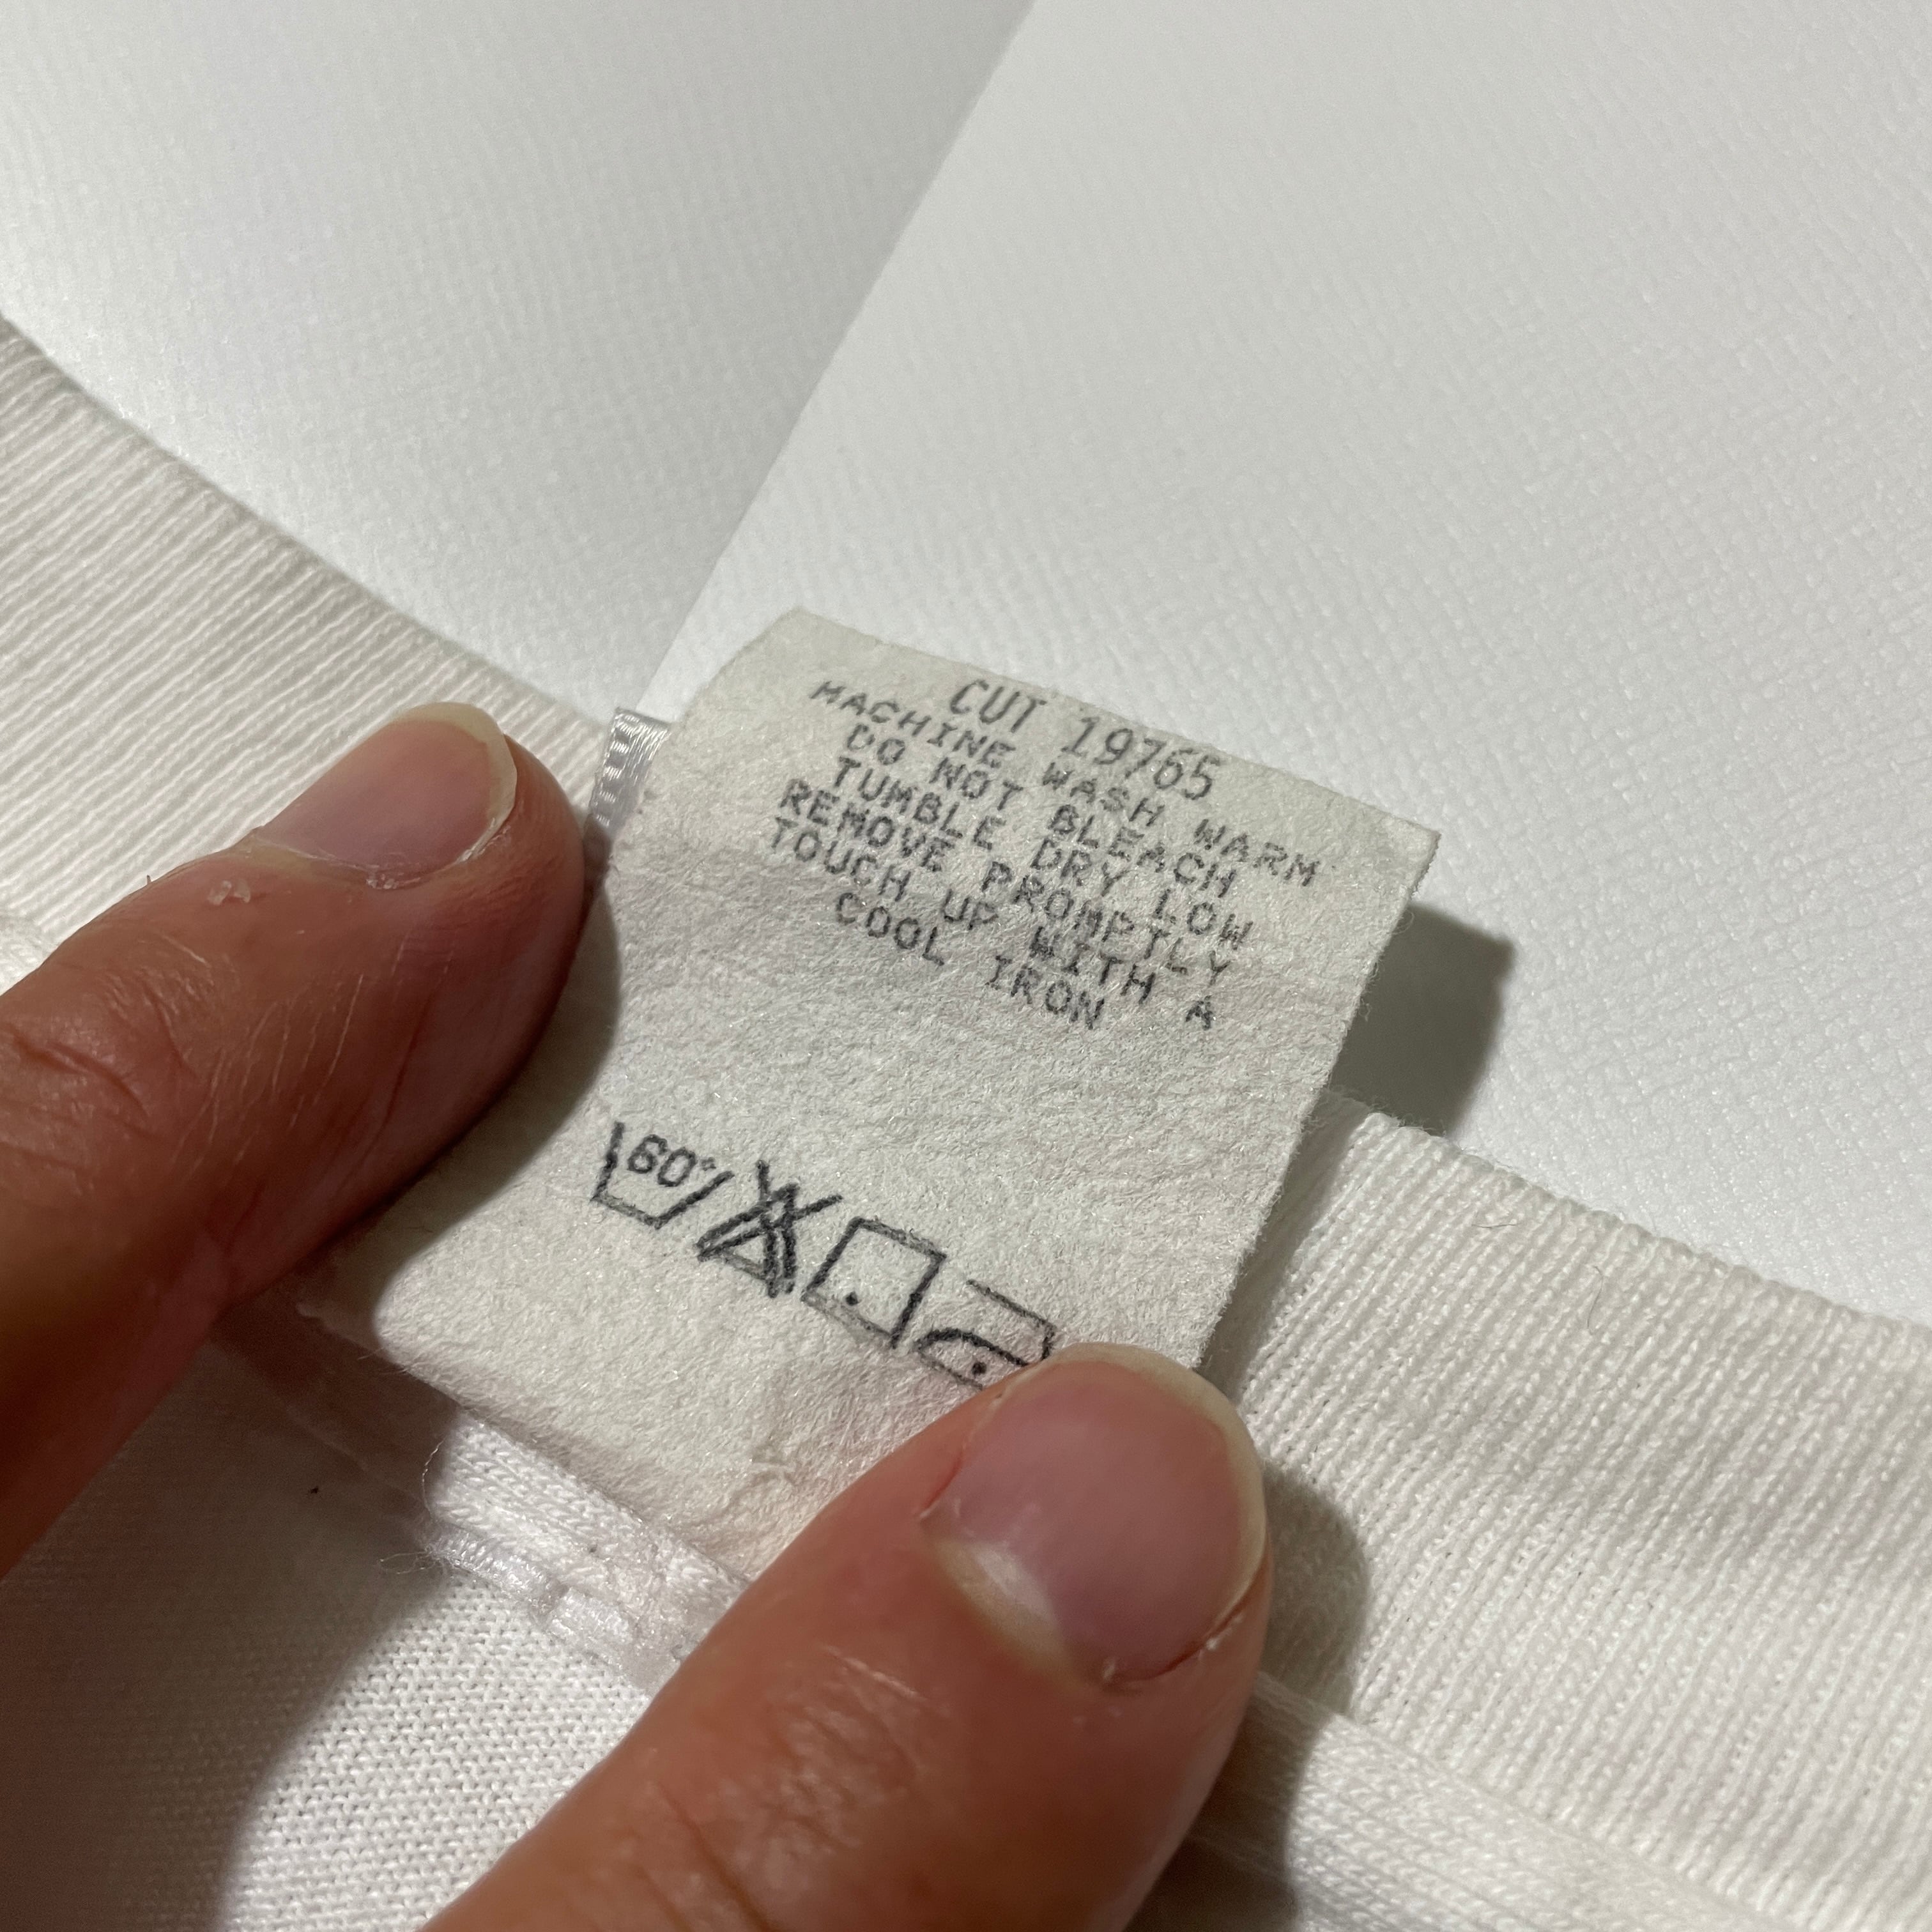 CUT 19765
MACHINE WASH WARM
DO NOT BLEACH
TUMBLE DRY LOW
REMOVE PROMPTLY
TOUCH UP WITH A
COOL IRON
60°